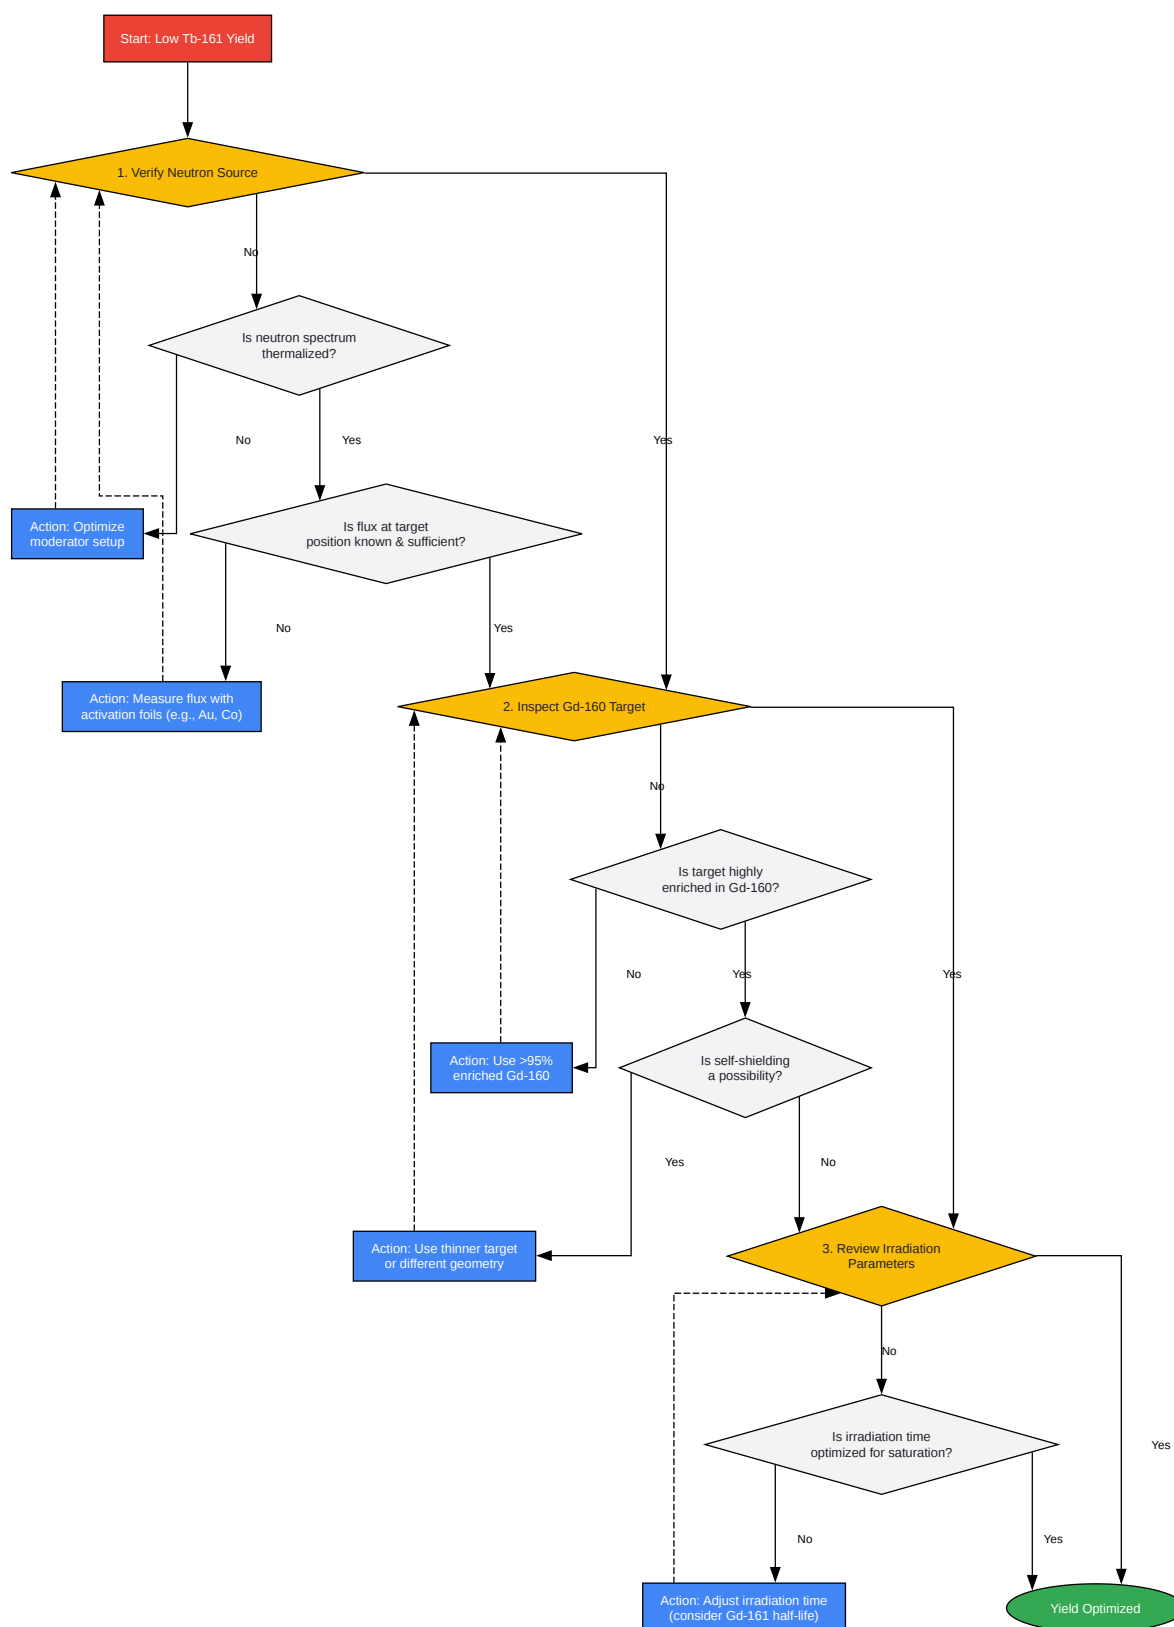 Start: Low Tb-161 Yield
1. Verify Neutron Source
No
Is neutron spectrum
thermalized?
No
Yes
Yes
Action: Optimize
moderator setup
Is flux at target
position known & sufficient?
No
Yes
Action: Measure flux with
activation foils (e.g., Au, Co)
2. Inspect Gd-160 Target
No
Is target highly
enriched in Gd-160?
No
Yes
Yes
Action: Use >95%
enriched Gd-160
Is self-shielding
a possibility?
Yes
No
Action: Use thinner target
or different geometry
3. Review Irradiation
Parameters
No
Is irradiation time
optimized for saturation?
Yes
No
Yes
Action: Adjust irradiation time
(consider Gd-161 half-life)
Yield Optimized